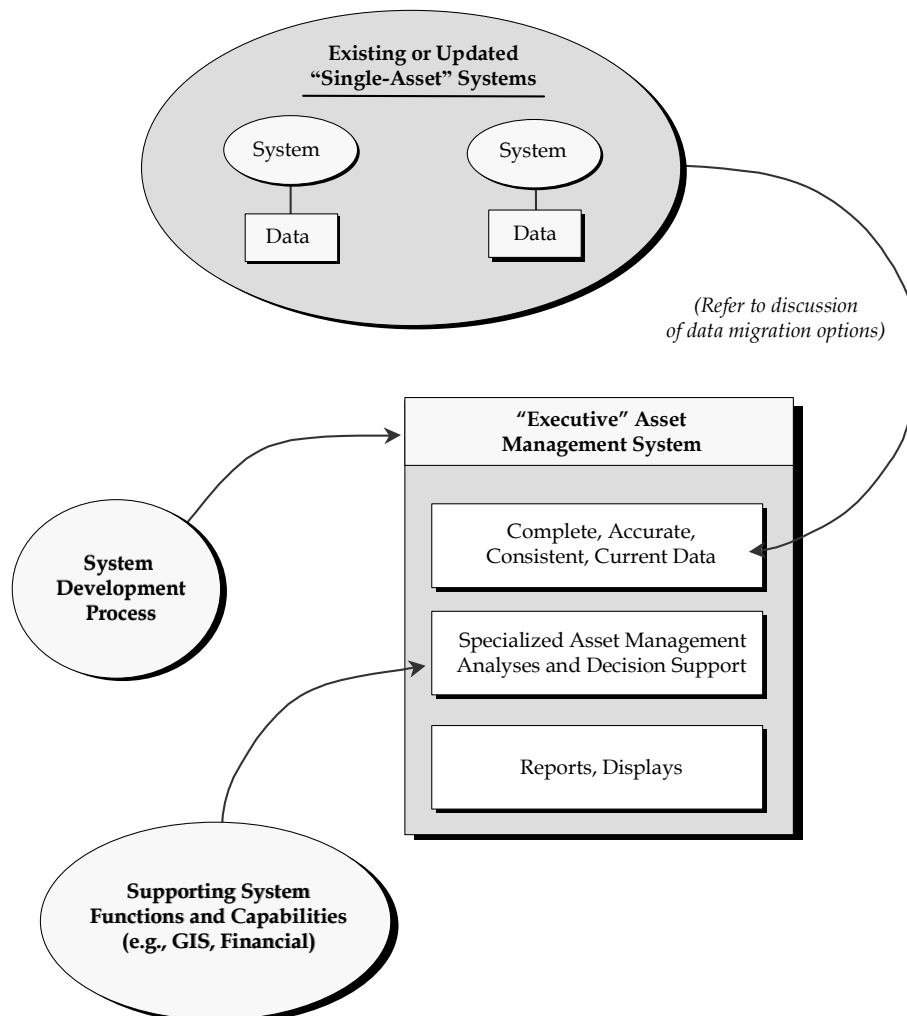 Existing or Updated
“Single-Asset” Systems
System
System
Data
Data
(Refer to discussion
of data migration options)
“Executive” Asset
Management System
Complete, Accurate,
Consistent, Current Data
System
Development
Process
Specialized Asset Management
Analyses and Decision Support
Reports, Displays
Supporting System
Functions and Capabilities
(e.g., GIS, Financial)